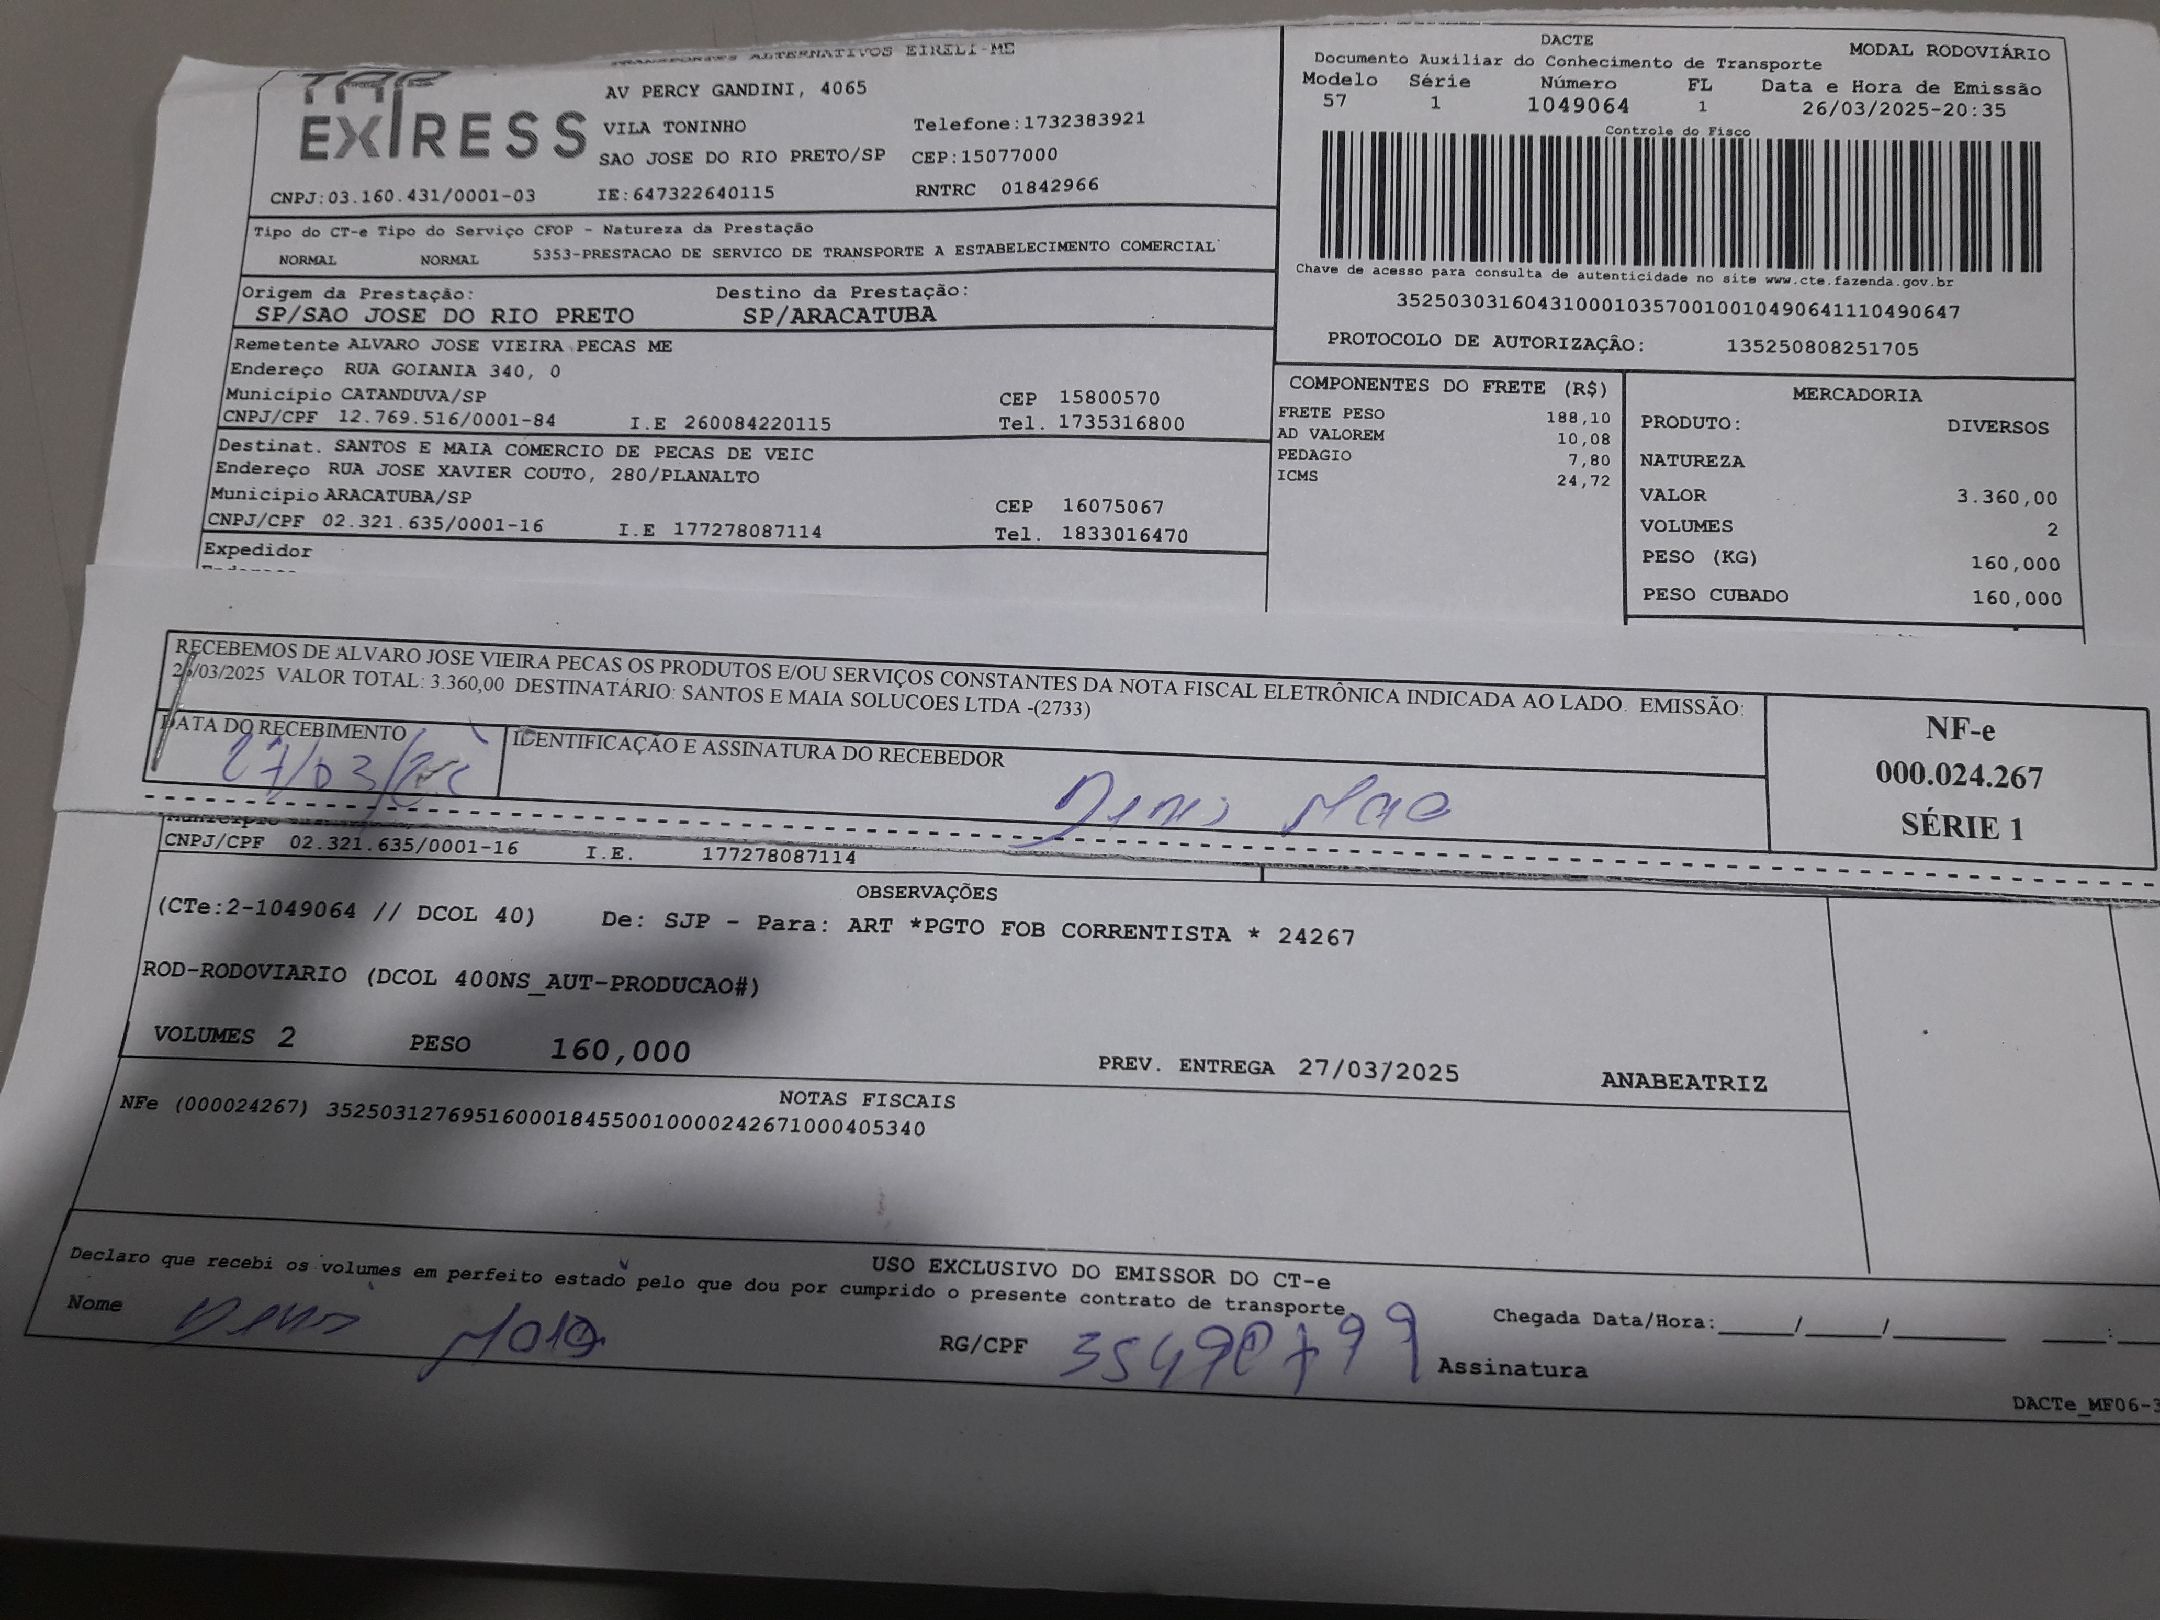 TRANSPORTES ALTERNATIVOS EIRELI-ME
EXPRESS
AV PERCY GANDINI, 4065
VILA TONINHO Telefone:1732383921
SAO JOSE DO RIO PRETO/SP CEP:15077000
CNPJ:03.160.431/0001-03 IE:647322640115 RNTRC 01842966
Tipo do CT-e Tipo do Serviço CFOP - Natureza da Prestação
NORMAL NORMAL 5353-PRESTACAO DE SERVICO DE TRANSPORTE A ESTABELECIMENTO COMERCIAL
Origem da Prestação: Destino da Prestação:
SP/SAO JOSE DO RIO PRETO SP/ARACATUBA
Remetente ALVARO JOSE VIEIRA PECAS ME
Endereço RUA GOIANIA 340, 0
Município CATANDUVA/SP CEP 15800570
CNPJ/CPF 12.769.516/0001-84 I.E 260084220115 Tel. 1735316800
Destinat. SANTOS E MAIA COMERCIO DE PECAS DE VEIC
Endereço RUA JOSE XAVIER COUTO, 280/PLANALTO
Município ARACATUBA/SP CEP 16075067
CNPJ/CPF 02.321.635/0001-16 I.E 177278087114 Tel. 1833016470
Expedidor
DACTE MODAL RODOVIÁRIO
Documento Auxiliar do Conhecimento de Transporte
Modelo Série Número FL Data e Hora de Emissão
57 1 1049064 1 26/03/2025-20:35
Controle do Fisco
Chave de acesso para consulta de autenticidade no site www.cte.fazenda.gov.br
35250303160431000103570010010490641110490647
PROTOCOLO DE AUTORIZAÇÃO: 135250808251705
COMPONENTES DO FRETE (R$)
FRETE PESO 188,10
AD VALOREM 10,08
PEDAGIO 7,80
ICMS 24,72
MERCADORIA
PRODUTO: DIVERSOS
NATUREZA
VALOR 3.360,00
VOLUMES 2
PESO (KG) 160,000
PESO CUBADO 160,000
RECEBEMOS DE ALVARO JOSE VIEIRA PECAS OS PRODUTOS E/OU SERVIÇOS CONSTANTES DA NOTA FISCAL ELETRÔNICA INDICADA AO LADO. EMISSÃO:
/03/2025 VALOR TOTAL: 3.360,00 DESTINATÁRIO: SANTOS E MAIA SOLUCOES LTDA -(2733)
DATA DO RECEBIMENTO IDENTIFICAÇÃO E ASSINATURA DO RECEBEDOR
27/03/25
NF-e
000.024.267
SÉRIE 1
Município
CNPJ/CPF 02.321.635/0001-16 I.E. 177278087114
OBSERVAÇÕES
(CTe:2-1049064 // DCOL 40) De: SJP - Para: ART *PGTO FOB CORRENTISTA * 24267
ROD-RODOVIARIO (DCOL 400NS_AUT-PRODUCAO#)
VOLUMES 2 PESO 160,000 PREV. ENTREGA 27/03/2025 ANABEATRIZ
NOTAS FISCAIS
NFe (000024267) 35250312769516000184550010000242671000405340
USO EXCLUSIVO DO EMISSOR DO CT-e
Declaro que recebi os volumes em perfeito estado pelo que dou por cumprido o presente contrato de transporte.
Nome RG/CPF Assinatura
Chegada Data/Hora:_____/_____/_______ ____:
DACTe_MF06-3